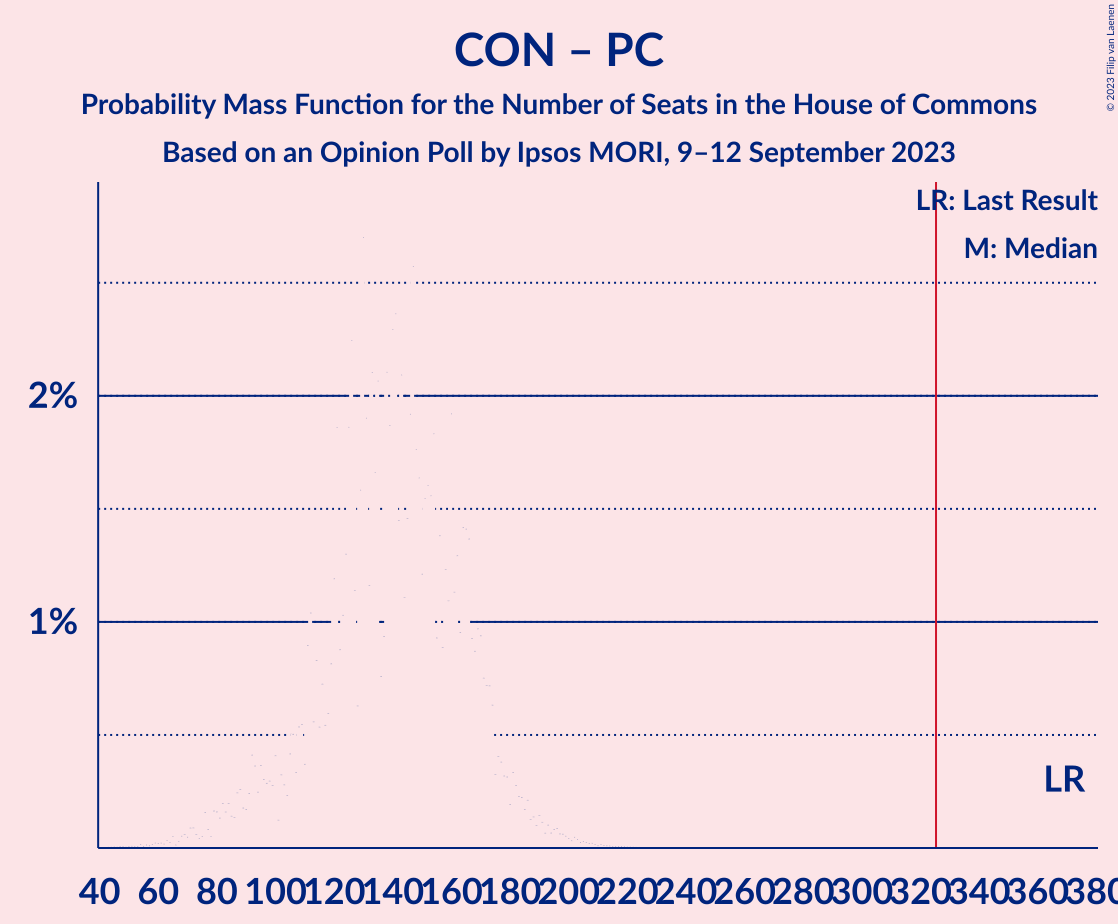 CON – PC
Probability Mass Function for the Number of Seats in the House of Commons
Based on an Opinion Poll by Ipsos MORI, 9–12 September 2023
© 2023 Filip van Laenen
LR: Last Result
M: Median
2%
1%
LR
40 60 80 100 120 140 160 180 200 220 240 260 280 300 320 340 360 380